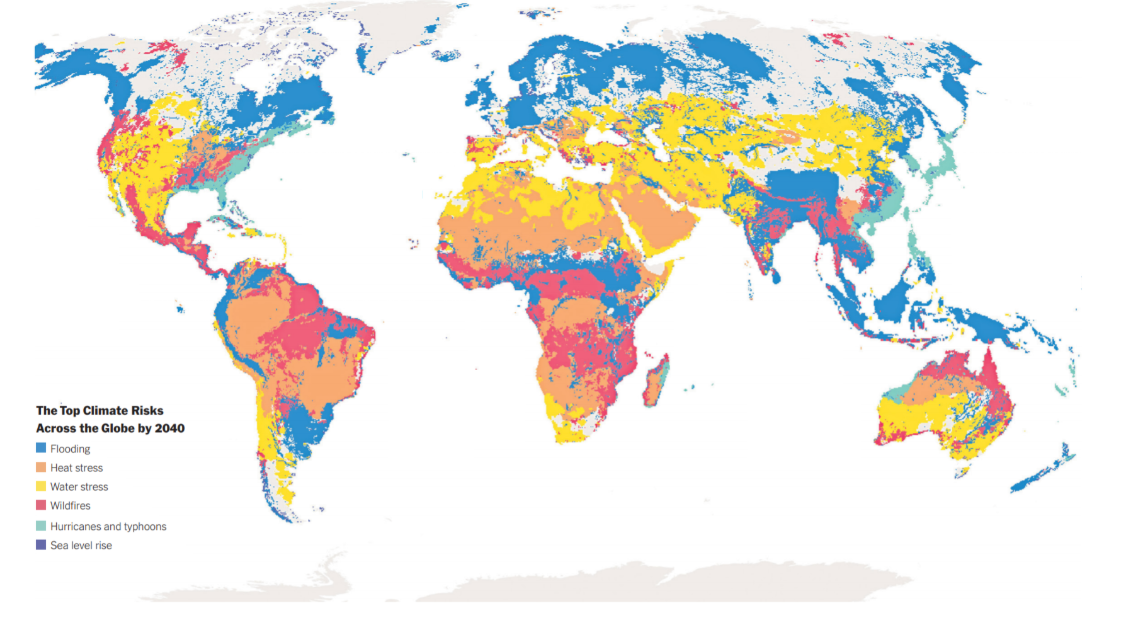 The Top Climate Risks
Across the Globe by 2040
Flooding
Heat stress
Water stress
Wildfires
Hurricanes and typhoons
Sea level rise